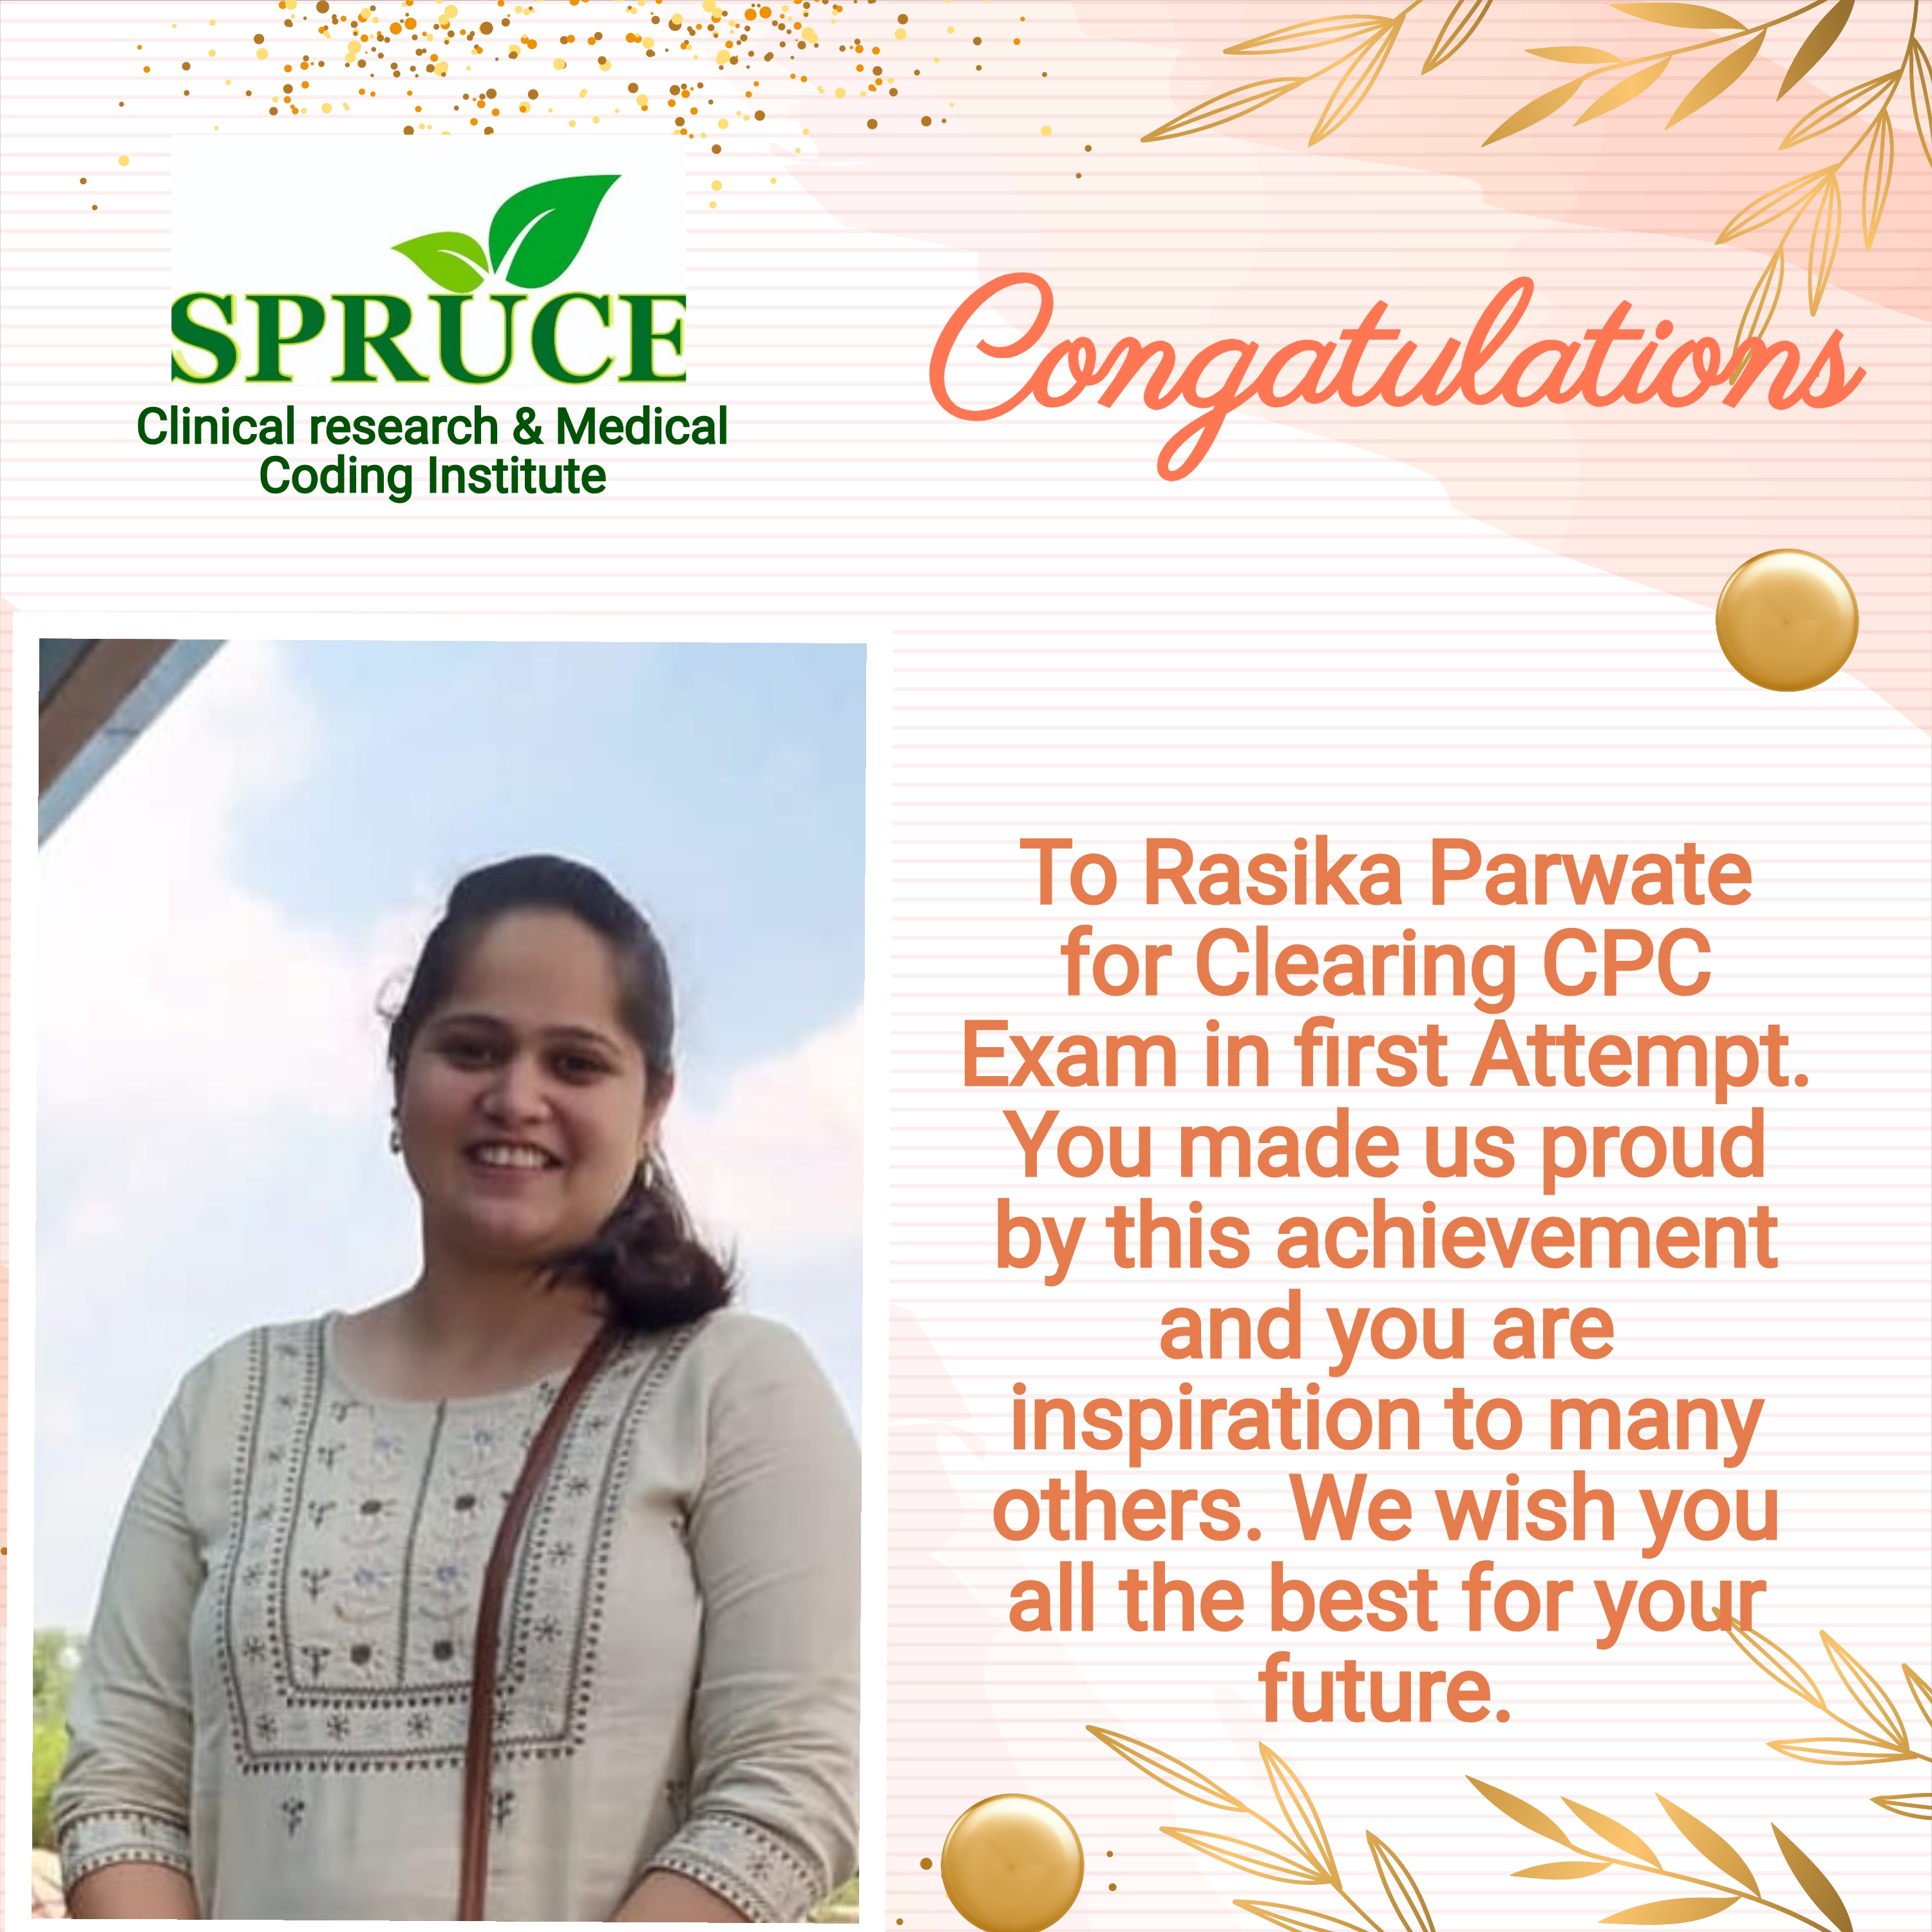 SPRUCE
Clinical research & Medical
Coding Institute
Congatulations
To Rasika Parwate
for Clearing CPC
Exam in first Attempt.
You made us proud
by this achievement
and you are
inspiration to many
others. We wish you
all the best for your
future.